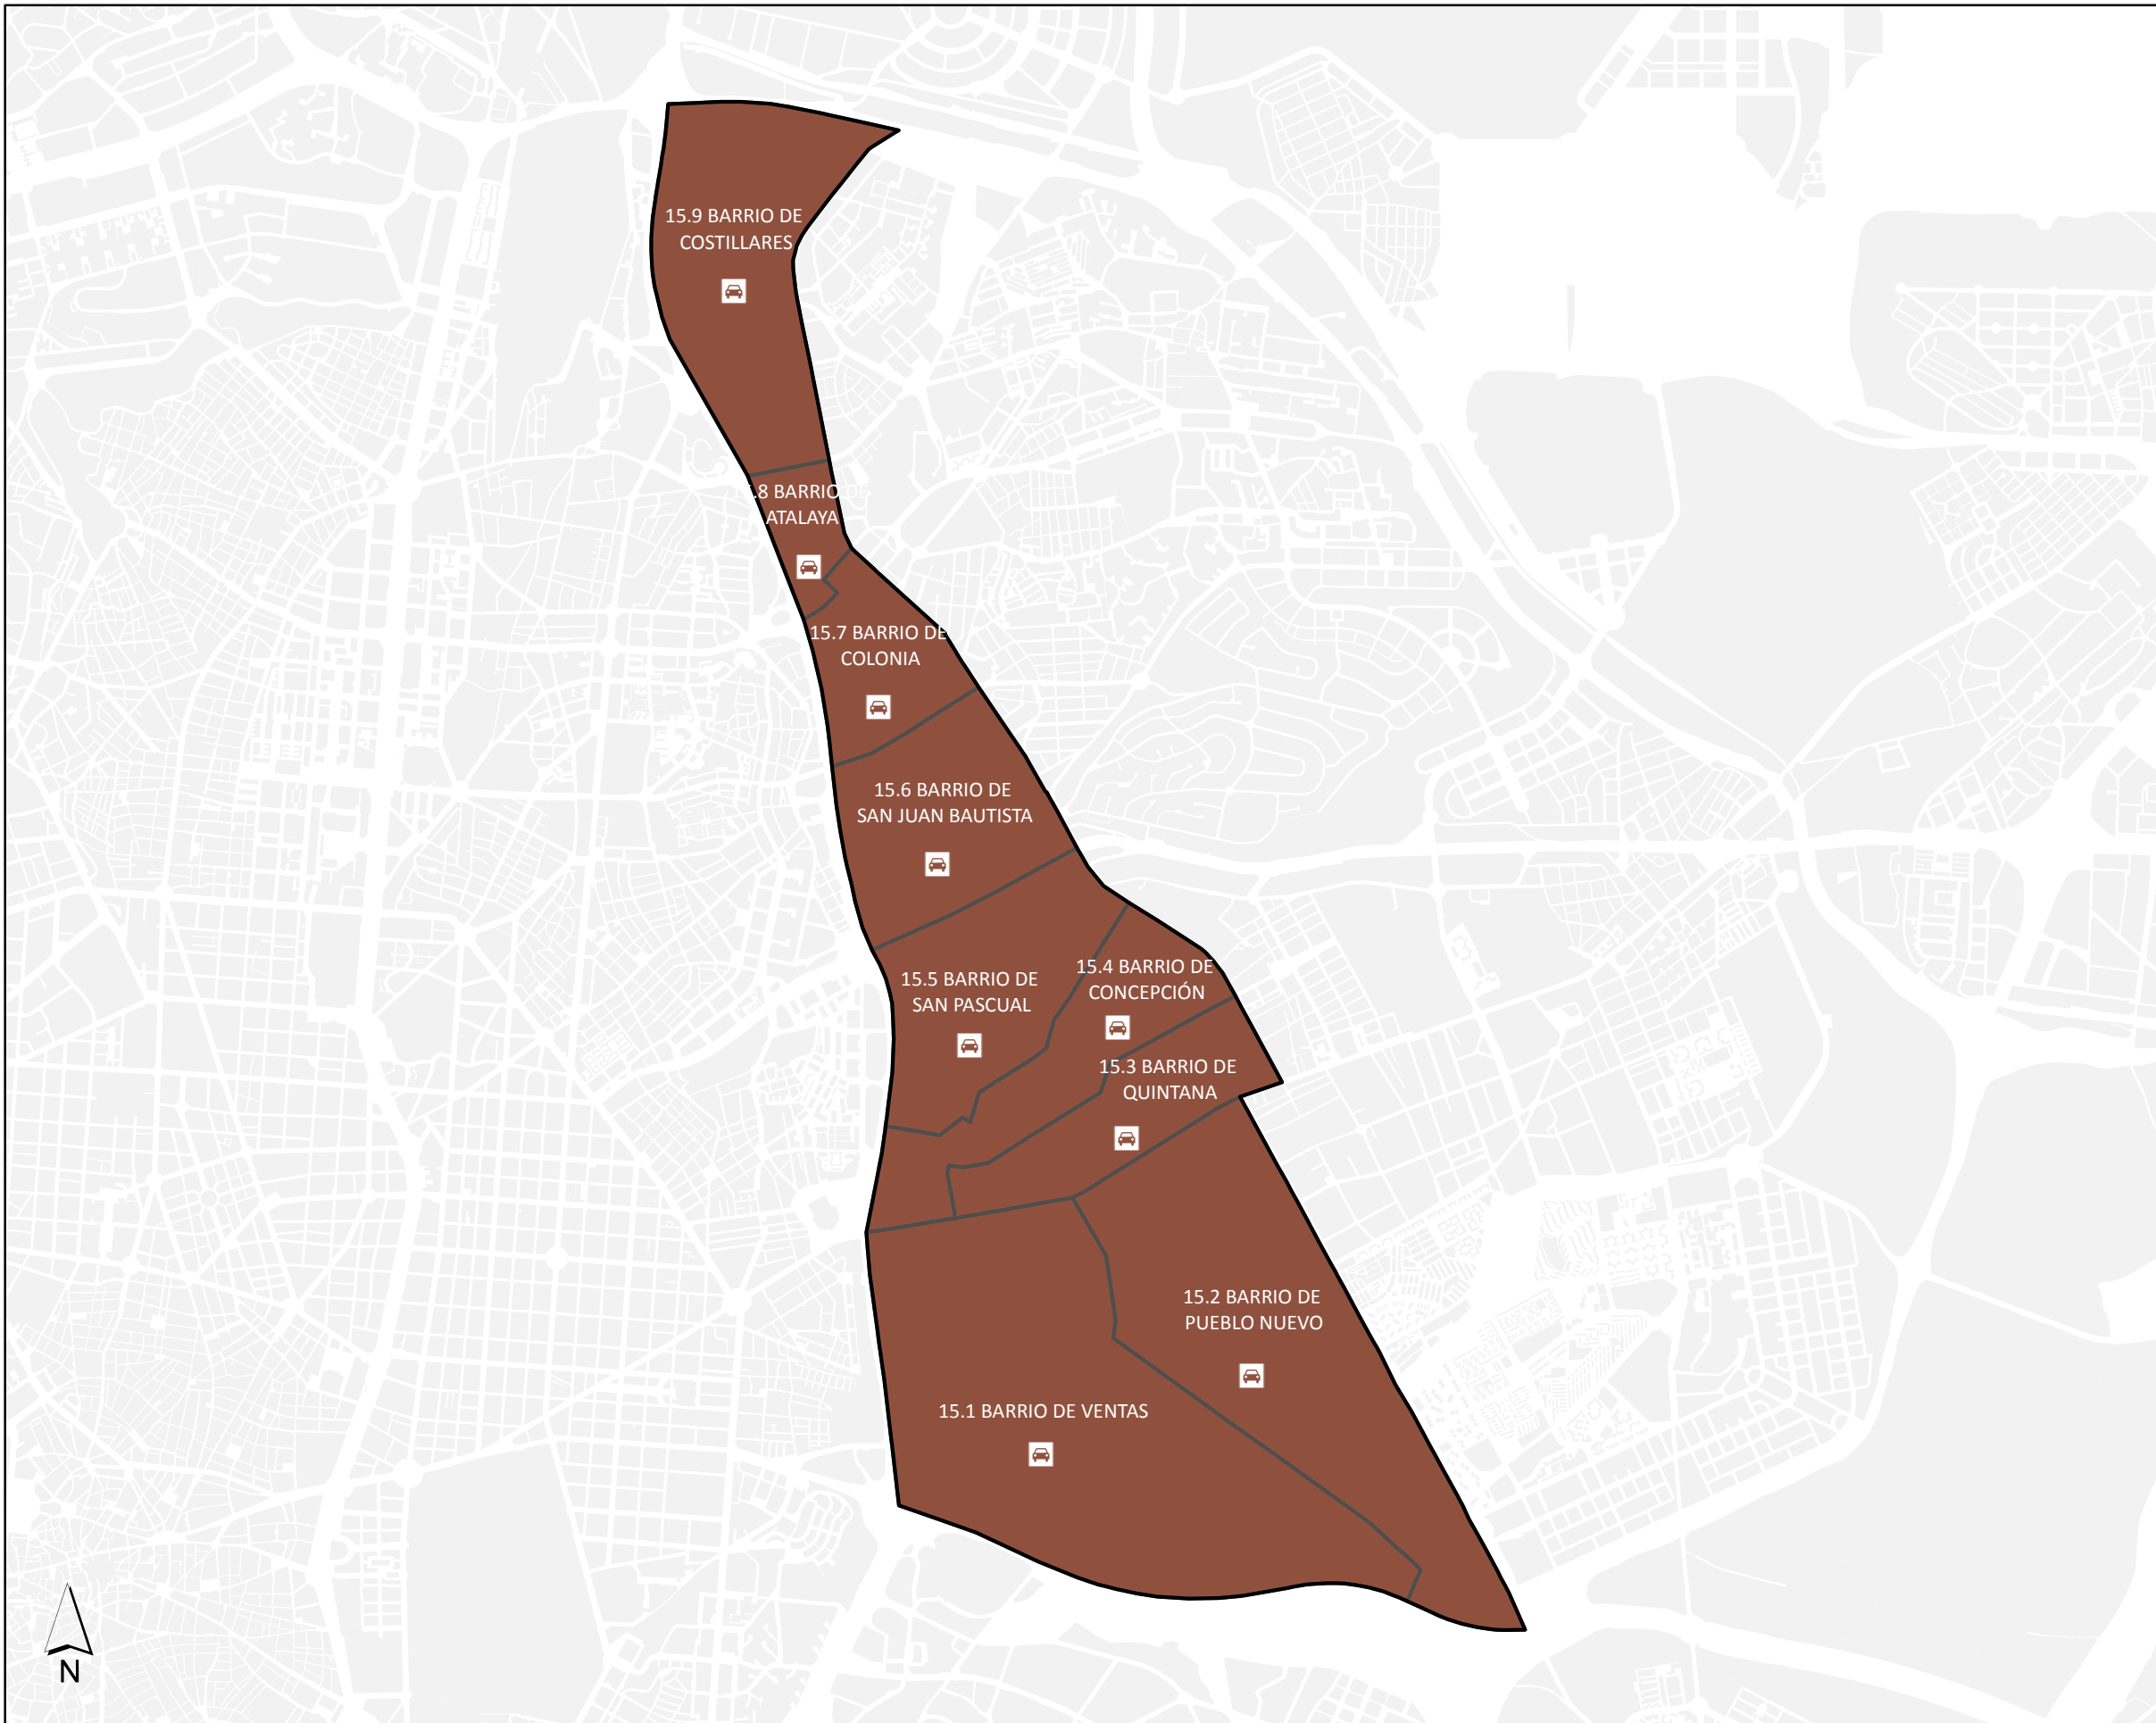 15.9 BARRIO DE
COSTILLARES
.8 BARRIO DE
ATALAYA
15.7 BARRIO DE
COLONIA
15.6 BARRIO DE
SAN JUAN BAUTISTA
15.5 BARRIO DE
SAN PASCUAL
15.4 BARRIO DE
CONCEPCIÓN
15.3 BARRIO DE
QUINTANA
15.2 BARRIO DE
PUEBLO NUEVO
15.1 BARRIO DE VENTAS
N